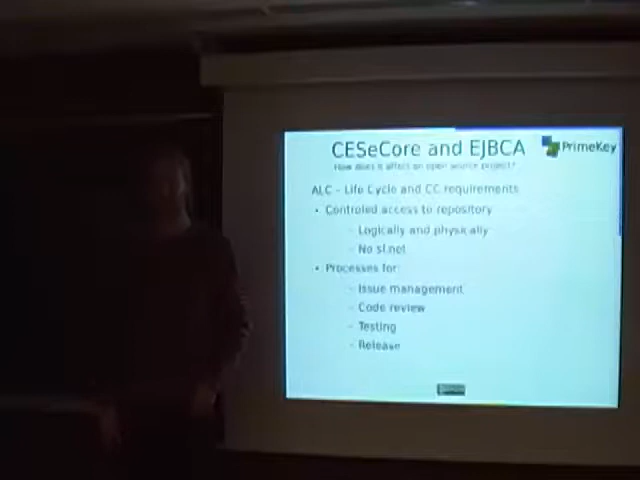 CESeCore and EJBCA
PrimeKey
How does it affect an open source project?
ALC - Life Cycle and CC requirements
• Controled access to repository
- Logically and physically
- No sf.net
• Processes for:
- Issue management
- Code review
- Testing
- Release